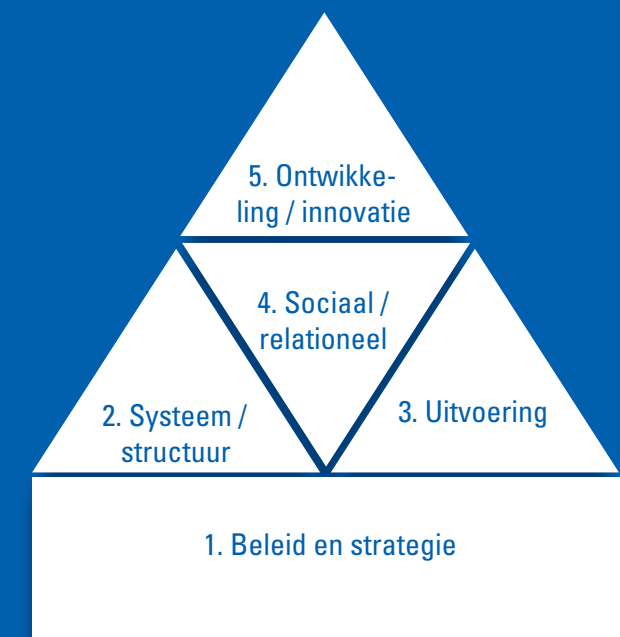 5. Ontwikke-
ling / innovatie
4. Sociaal /
relationeel
2. Systeem /
structuur
3. Uitvoering
1. Beleid en strategie